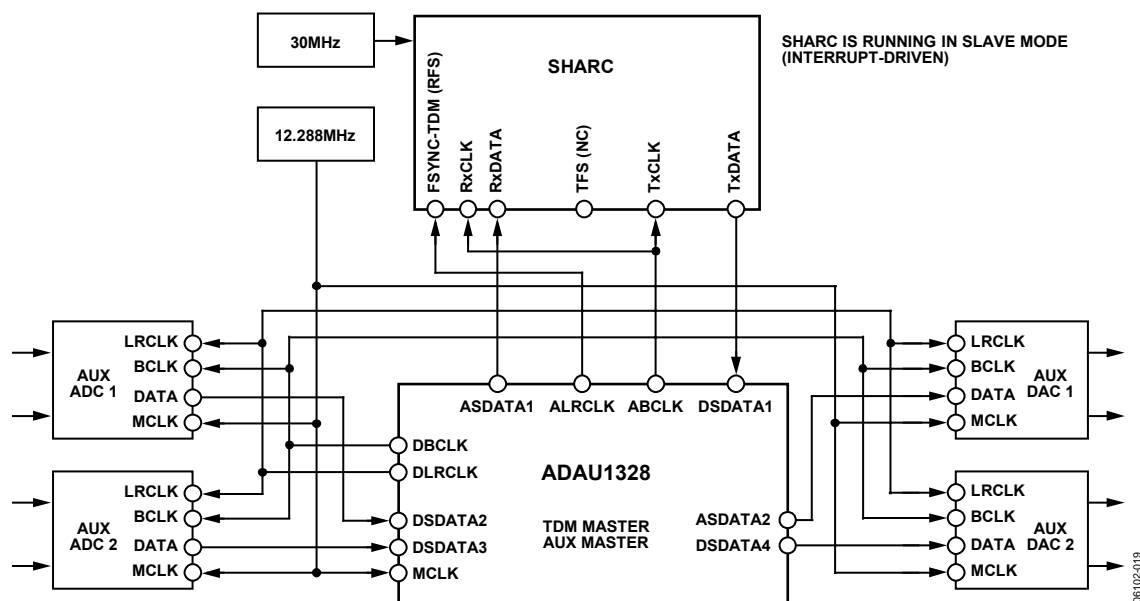 30MHz
SHARC
SHARC IS RUNNING IN SLAVE MODE
(INTERRUPT-DRIVEN)
12.288MHz
FSYNC-TDM (RFS)
RxCLK
RxDATA
TFS (NC)
TxCLK
TxDATA
AUX
ADC 1
LRCLK
BCLK
DATA
MCLK
AUX
ADC 2
LRCLK
BCLK
DATA
MCLK
ASDATA1
ALRCLK
ABCLK
DSDATA1
DBCLK
DLRCLK
DSDATA2
DSDATA3
MCLK
ADAU1328
TDM MASTER
AUX MASTER
ASDATA2
DSDATA4
LRCLK
BCLK
DATA
MCLK
AUX
DAC 1
LRCLK
BCLK
DATA
MCLK
AUX
DAC 2
06102-019